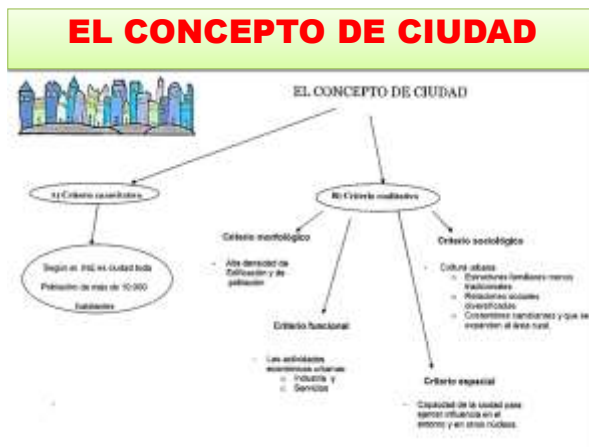 EL CONCEPTO DE CIUDAD
EL CONCEPTO DE CIUDAD
A) Criterio cuantitativo
B) Criterio cualitativo
Según el INE es ciudad toda
Población de más de 10.000
habitantes
Criterio morfológico
- Alta densidad de
Edificación y de
población
Criterio sociológico
- Cultura urbana
o Estructuras familiares menos
tradicionales
o Relaciones sociales
diversificadas
o Costumbres cambiantes y que se
expanden al área rural.
Criterio funcional
- Las actividades
económicas urbanas:
o Industria y
o Servicios
Criterio espacial
- Capacidad de la ciudad para
ejercer influencia en el
entorno y en otros núcleos.